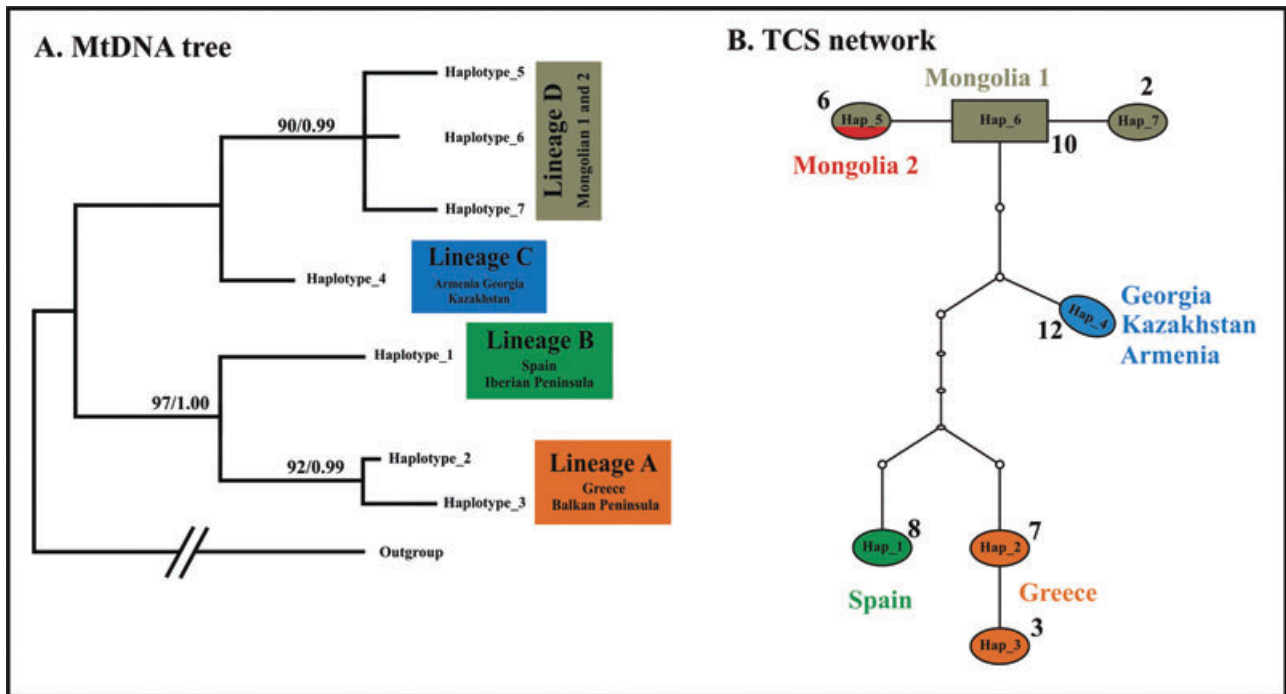 A. MtDNA tree
Haplotype_5
90/0.99
Haplotype_6
Haplotype_7
Lineage D
Mongolian 1 and 2
Haplotype_4
Lineage C
Armenia Georgia
Kazakhstan
Haplotype_1
Lineage B
Spain
Iberian Peninsula
97/1.00
92/0.99
Haplotype_2
Haplotype_3
Lineage A
Greece
Balkan Peninsula
Outgroup
B. TCS network
Mongolia 1
6
2
Hap_5
Hap_6
Hap_7
10
Mongolia 2
Hap_4
12
Georgia
Kazakhstan
Armenia
8
7
Hap_1
Hap_2
Spain
Greece
3
Hap_3